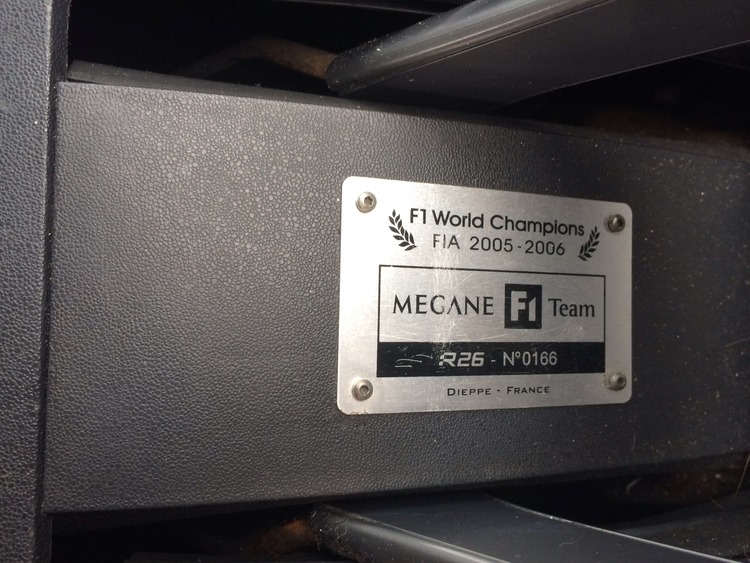 F1 World Champions
FIA 2005-2006
MEGANE F1 Team
R26 - N°0166
DIEPPE - FRANCE